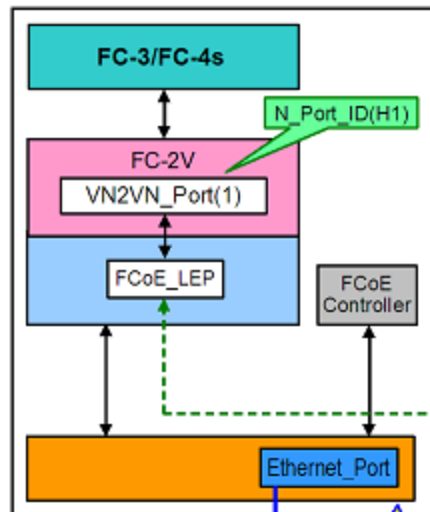 FC-3/FC-4s
N_Port_ID(H1)
FC-2V
VN2VN_Port(1)
FCoE_LEP
FCoE
Controller
Ethernet_Port